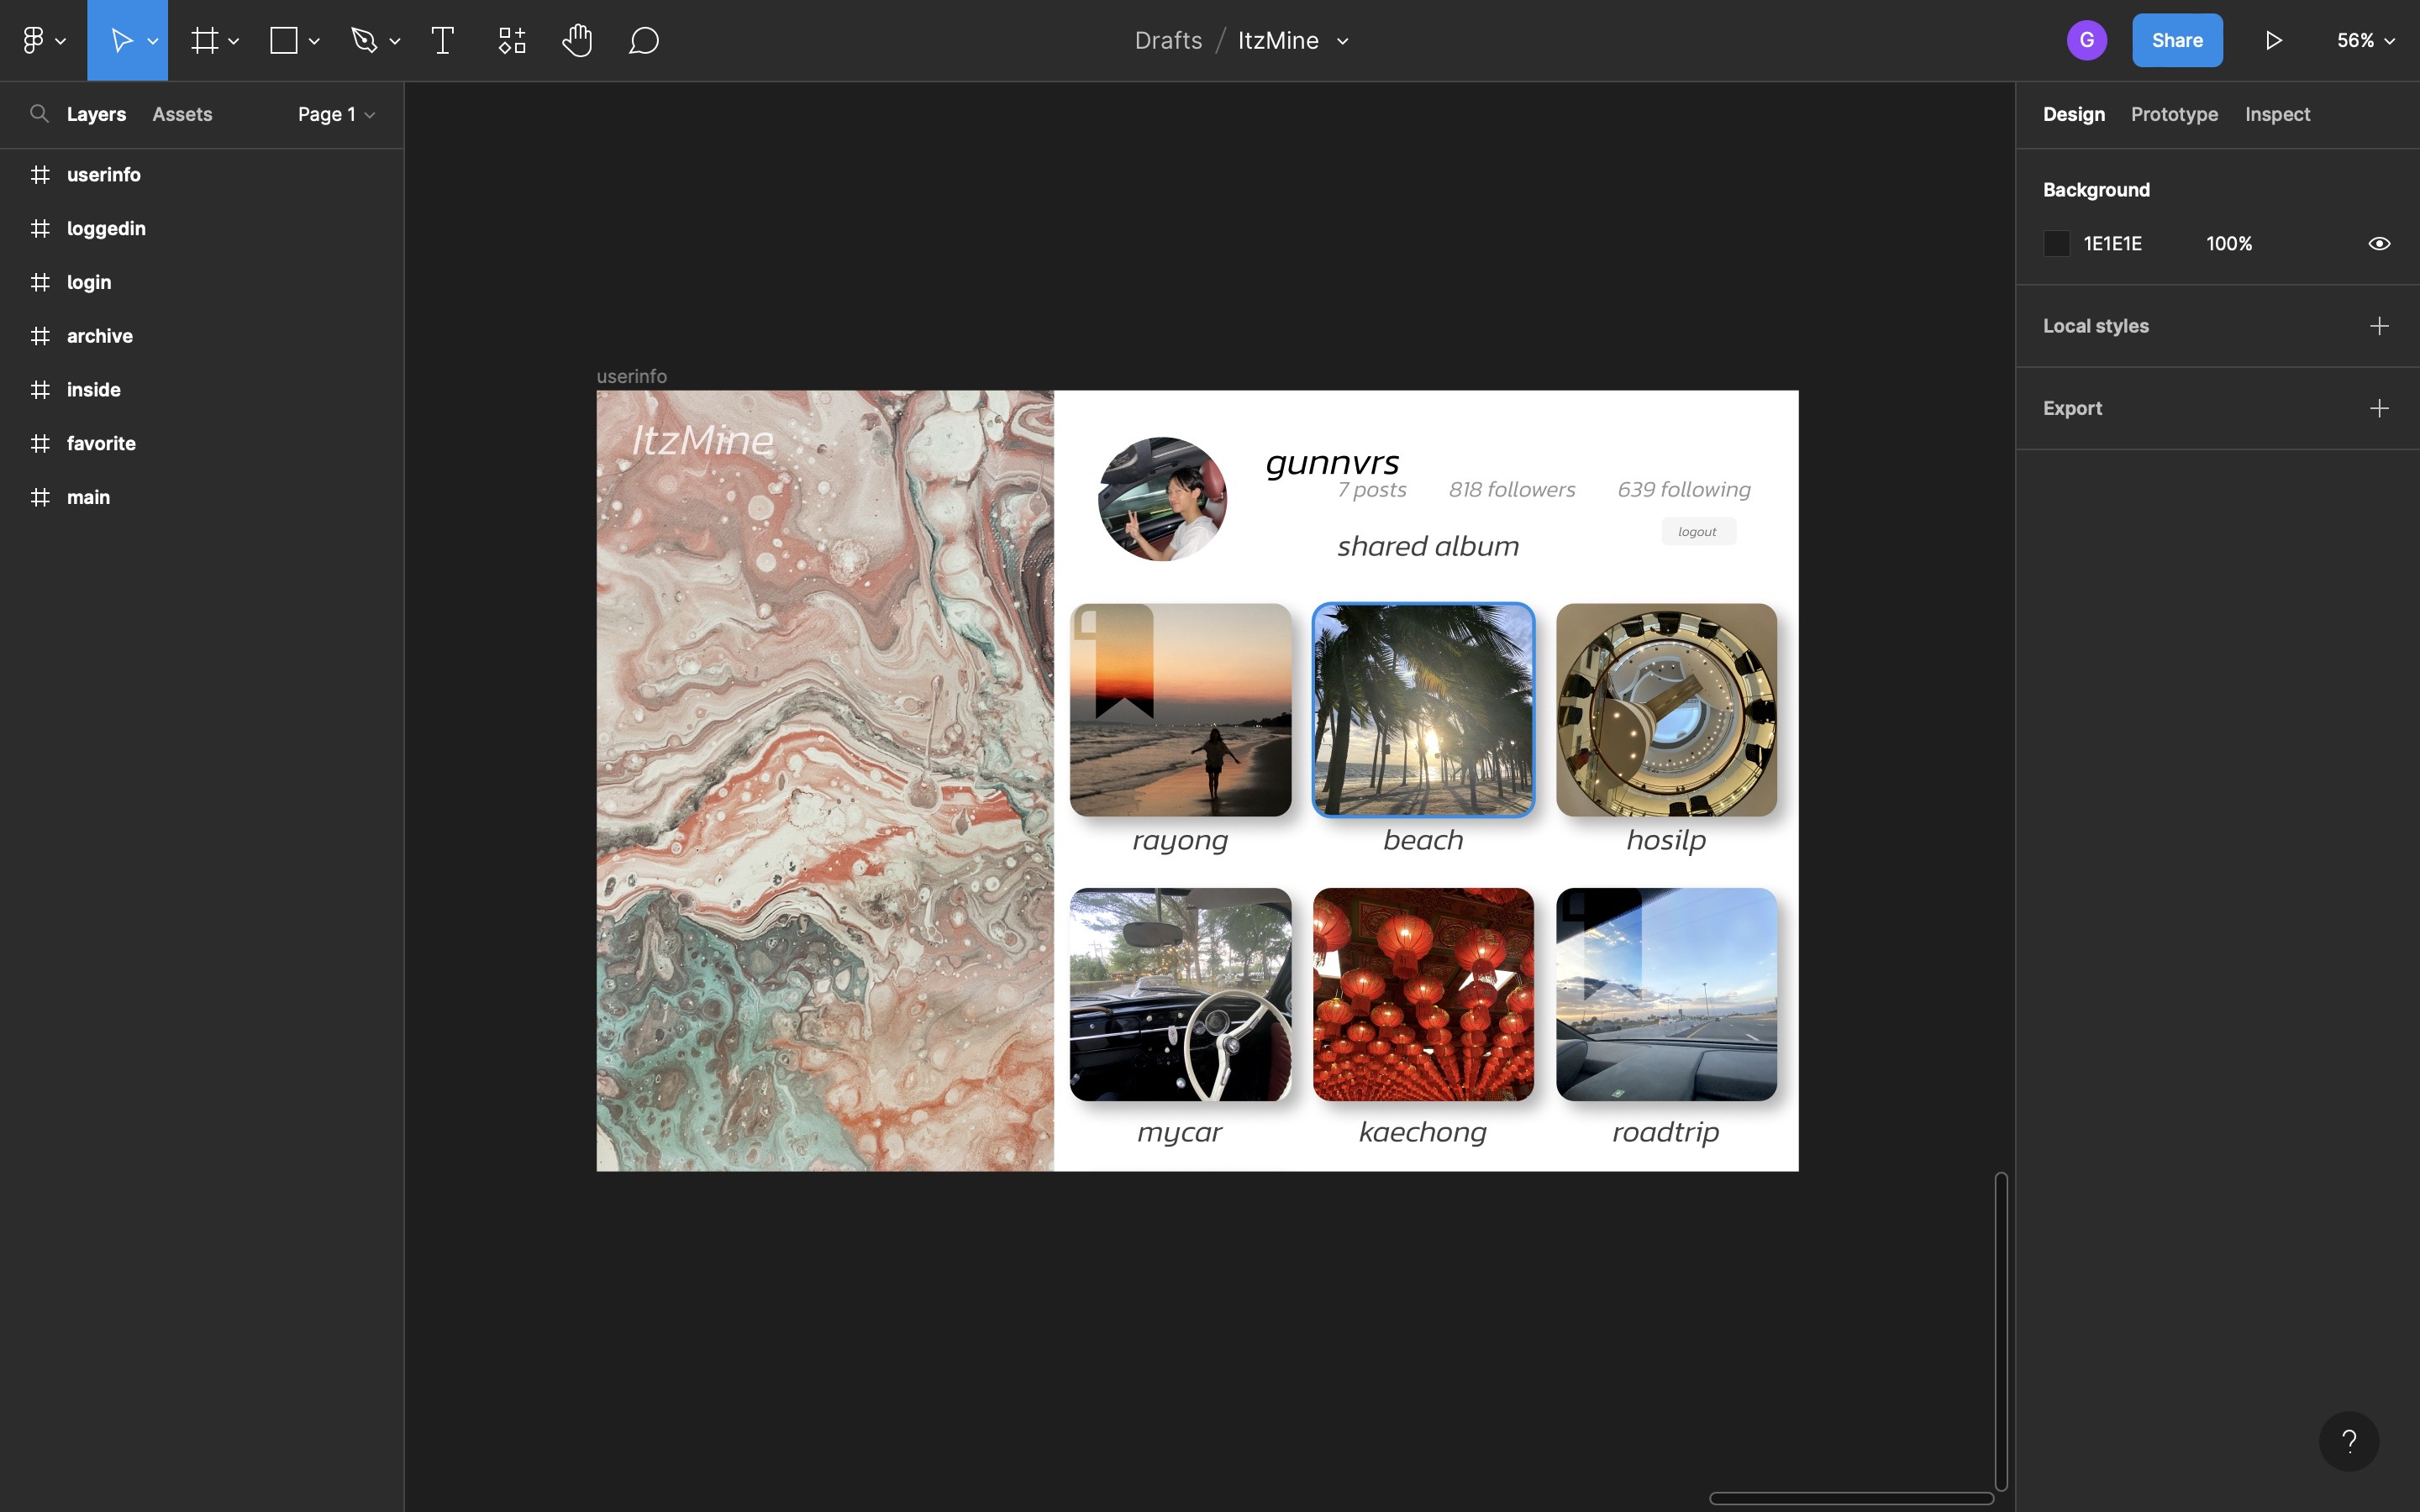 Drafts / ItzMine
G
Share
56%
Layers Assets Page 1
userinfo
loggedin
login
archive
inside
favorite
main
userinfo
ItzMine
gunnvrs
7 posts 818 followers 639 following
logout
shared album
rayong beach hosilp
mycar kaechong roadtrip
Design Prototype Inspect
Background
1E1E1E 100%
Local styles
Export
?